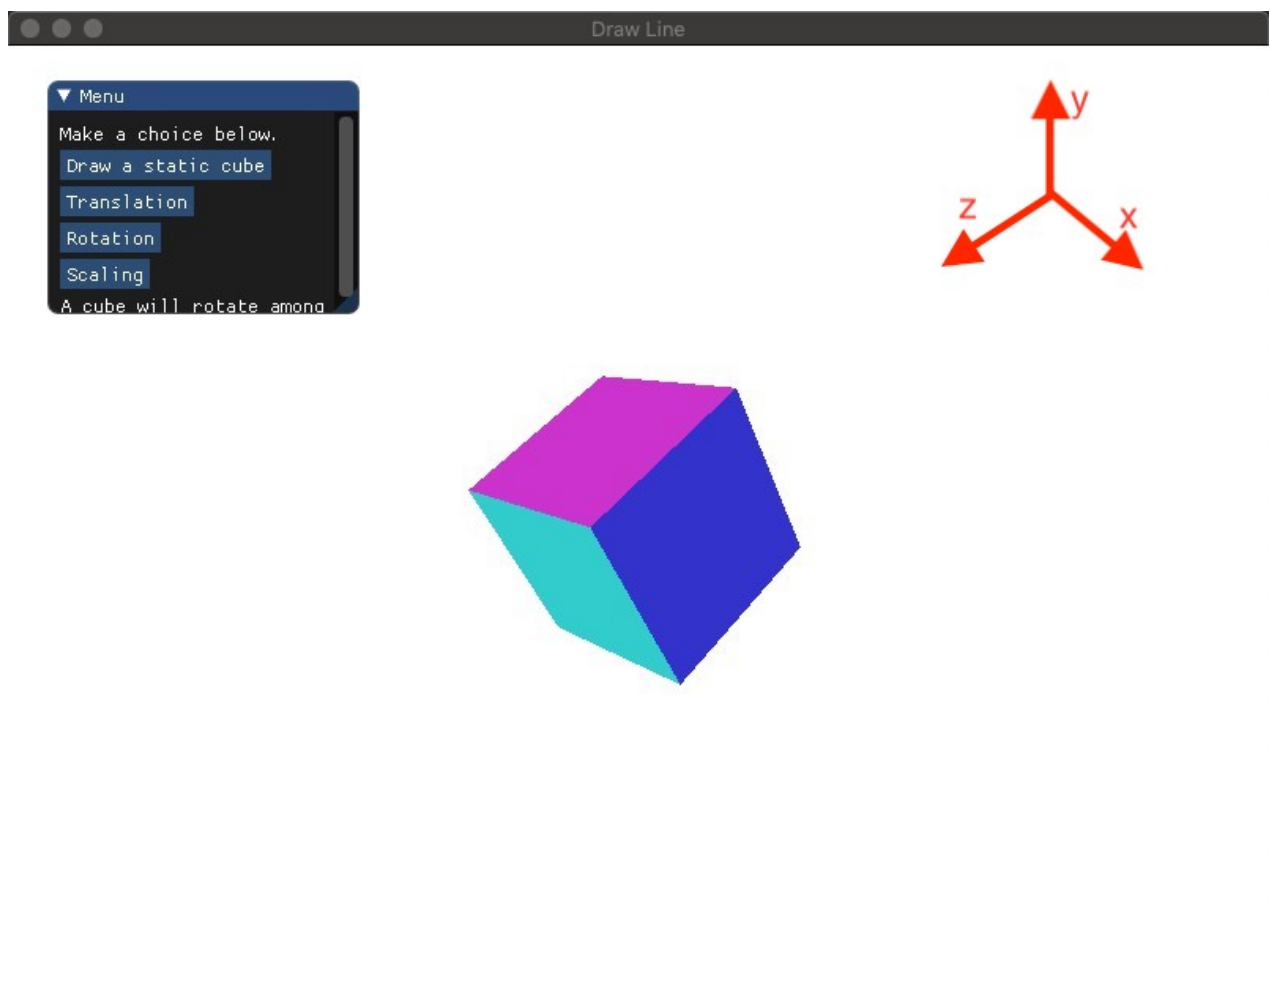 Draw Line
Menu
Make a choice below.
Draw a static cube
Translation
Rotation
Scaling
A cube will rotate among
y
z
x